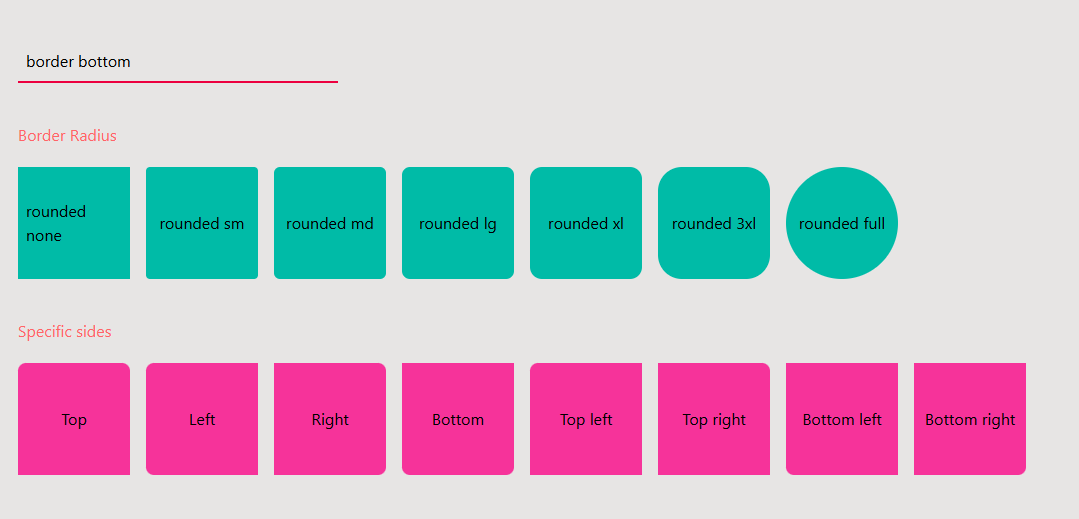 border bottom
Border Radius
rounded
none
rounded sm
rounded md
rounded lg
rounded xl
rounded 3xl
rounded full
Specific sides
Top
Left
Right
Bottom
Top left
Top right
Bottom left
Bottom right